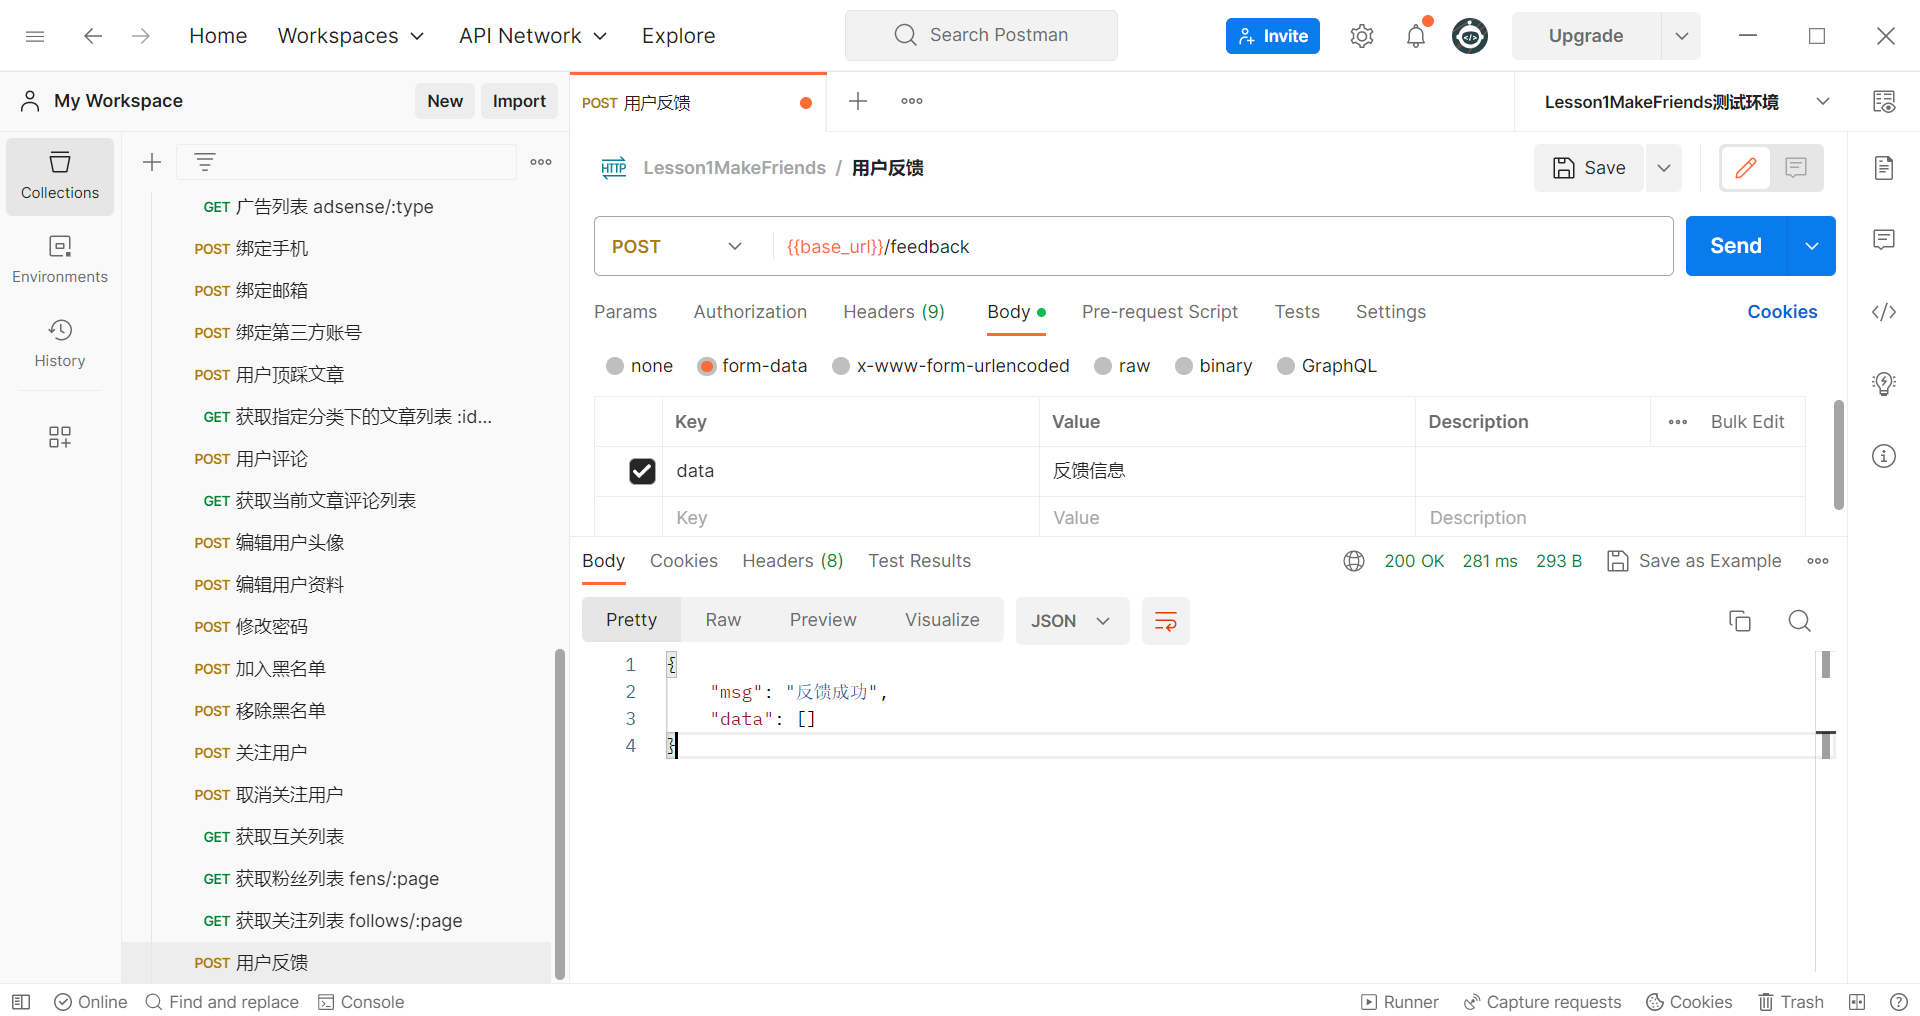 Home Workspaces API Network Explore Search Postman Invite Upgrade
My Workspace New Import POST 用户反馈 Lesson1MakeFriends测试环境
Collections
Environments
History
GET 广告列表 adsense/:type
POST 绑定手机
POST 绑定邮箱
POST 绑定第三方账号
POST 用户顶踩文章
GET 获取指定分类下的文章列表 :id...
POST 用户评论
GET 获取当前文章评论列表
POST 编辑用户头像
POST 编辑用户资料
POST 修改密码
POST 加入黑名单
POST 移除黑名单
POST 关注用户
POST 取消关注用户
GET 获取互关列表
GET 获取粉丝列表 fens/:page
GET 获取关注列表 follows/:page
POST 用户反馈
HTTP Lesson1MakeFriends / 用户反馈 Save
POST {{base_url}}/feedback Send
Params Authorization Headers (9) Body Pre-request Script Tests Settings Cookies
none form-data x-www-form-urlencoded raw binary GraphQL
Key Value Description Bulk Edit
data 反馈信息
Key Value Description
Body Cookies Headers (8) Test Results 200 OK 281 ms 293 B Save as Example
Pretty Raw Preview Visualize JSON
1 {
2 "msg": "反馈成功",
3 "data": []
4 }
Online Find and replace Console Runner Capture requests Cookies Trash